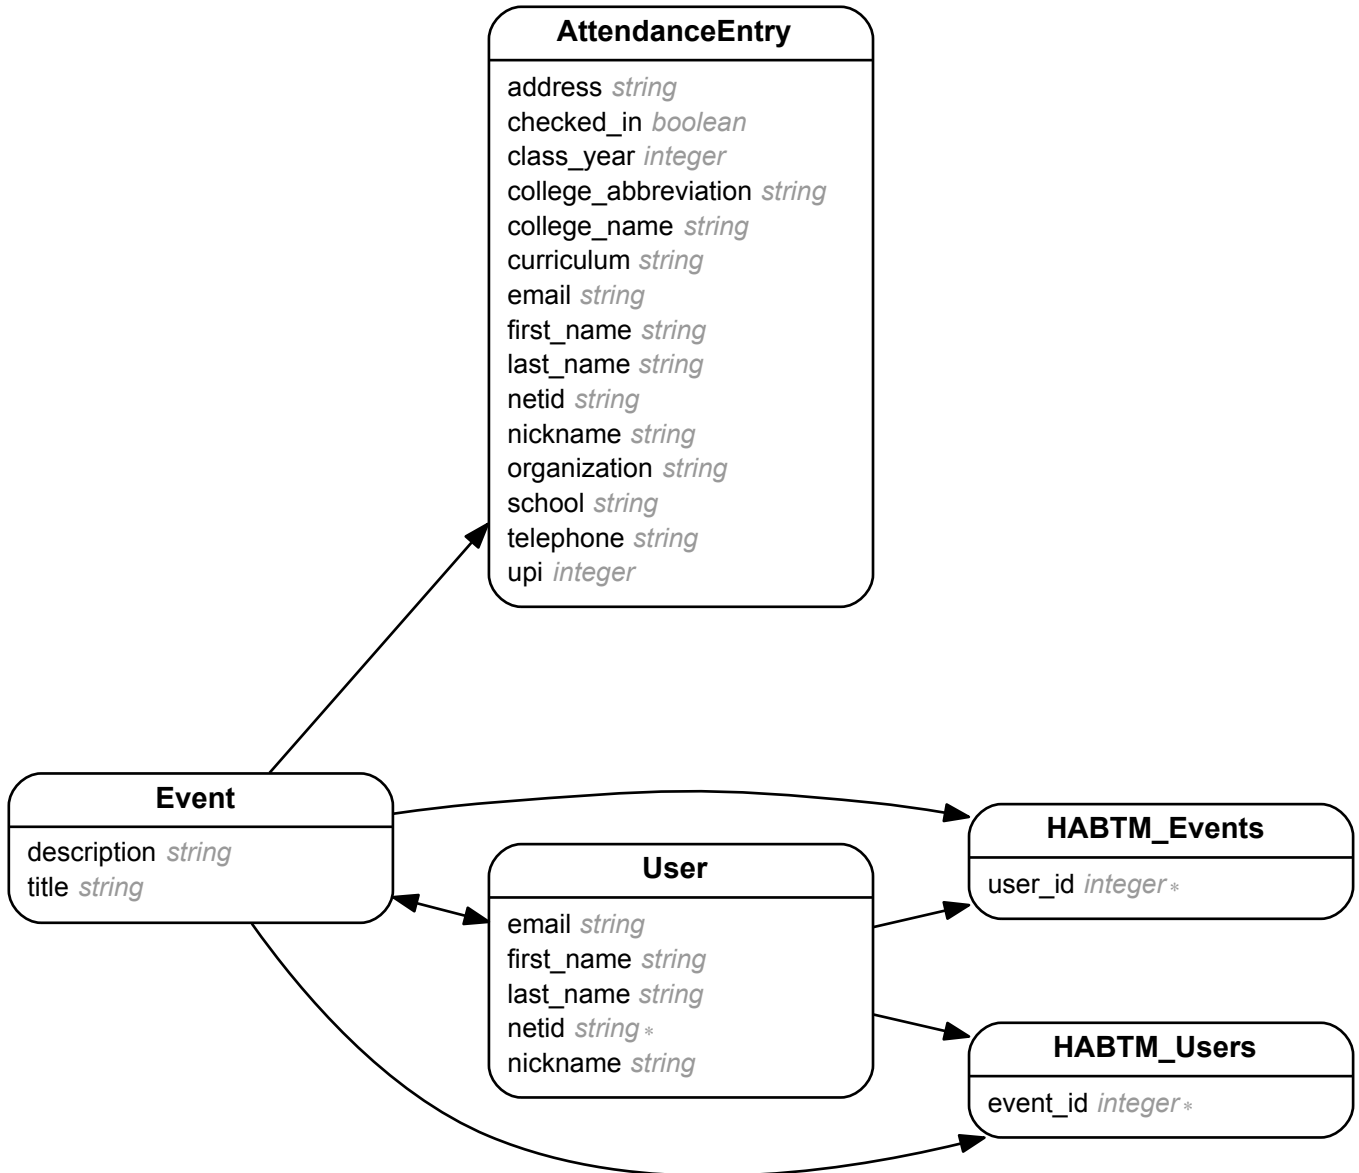 AttendanceEntry
address string
checked_in boolean
class_year integer
college_abbreviation string
college_name string
curriculum string
email string
first_name string
last_name string
netid string
nickname string
organization string
school string
telephone string
upi integer
Event
description string
title string
User
email string
first_name string
last_name string
netid string *
nickname string
HABTM_Events
user_id integer *
HABTM_Users
event_id integer *